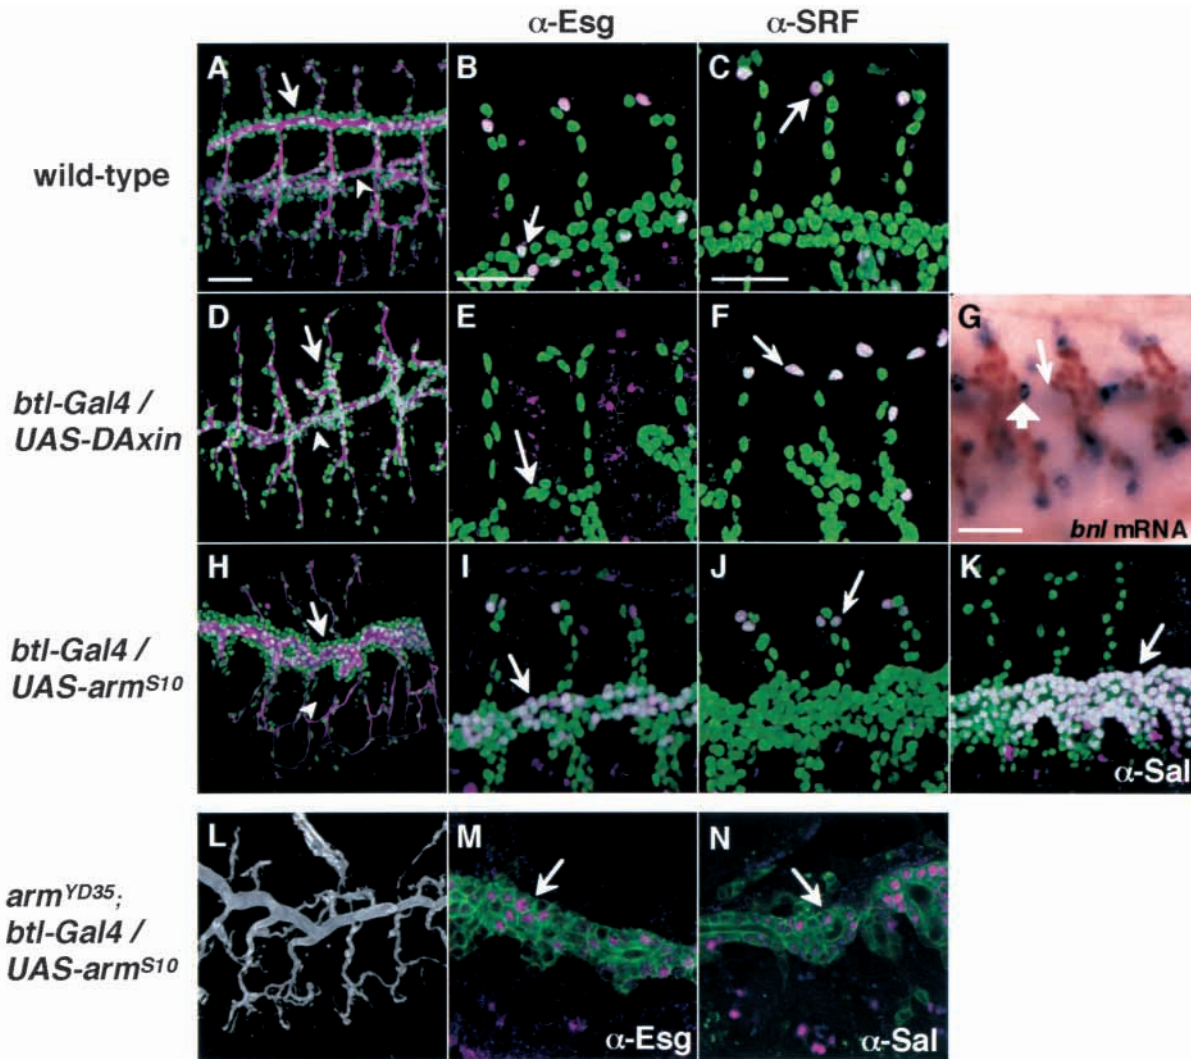 α-Esg
α-SRF
A
B
C
wild-type
D
E
F
G
btl-Gal4 /
UAS-DAxin
bnl mRNA
H
I
J
K
btl-Gal4 /
UAS-armS10
α-Sal
L
M
N
armYD35;
btl-Gal4 /
UAS-armS10
α-Esg
α-Sal